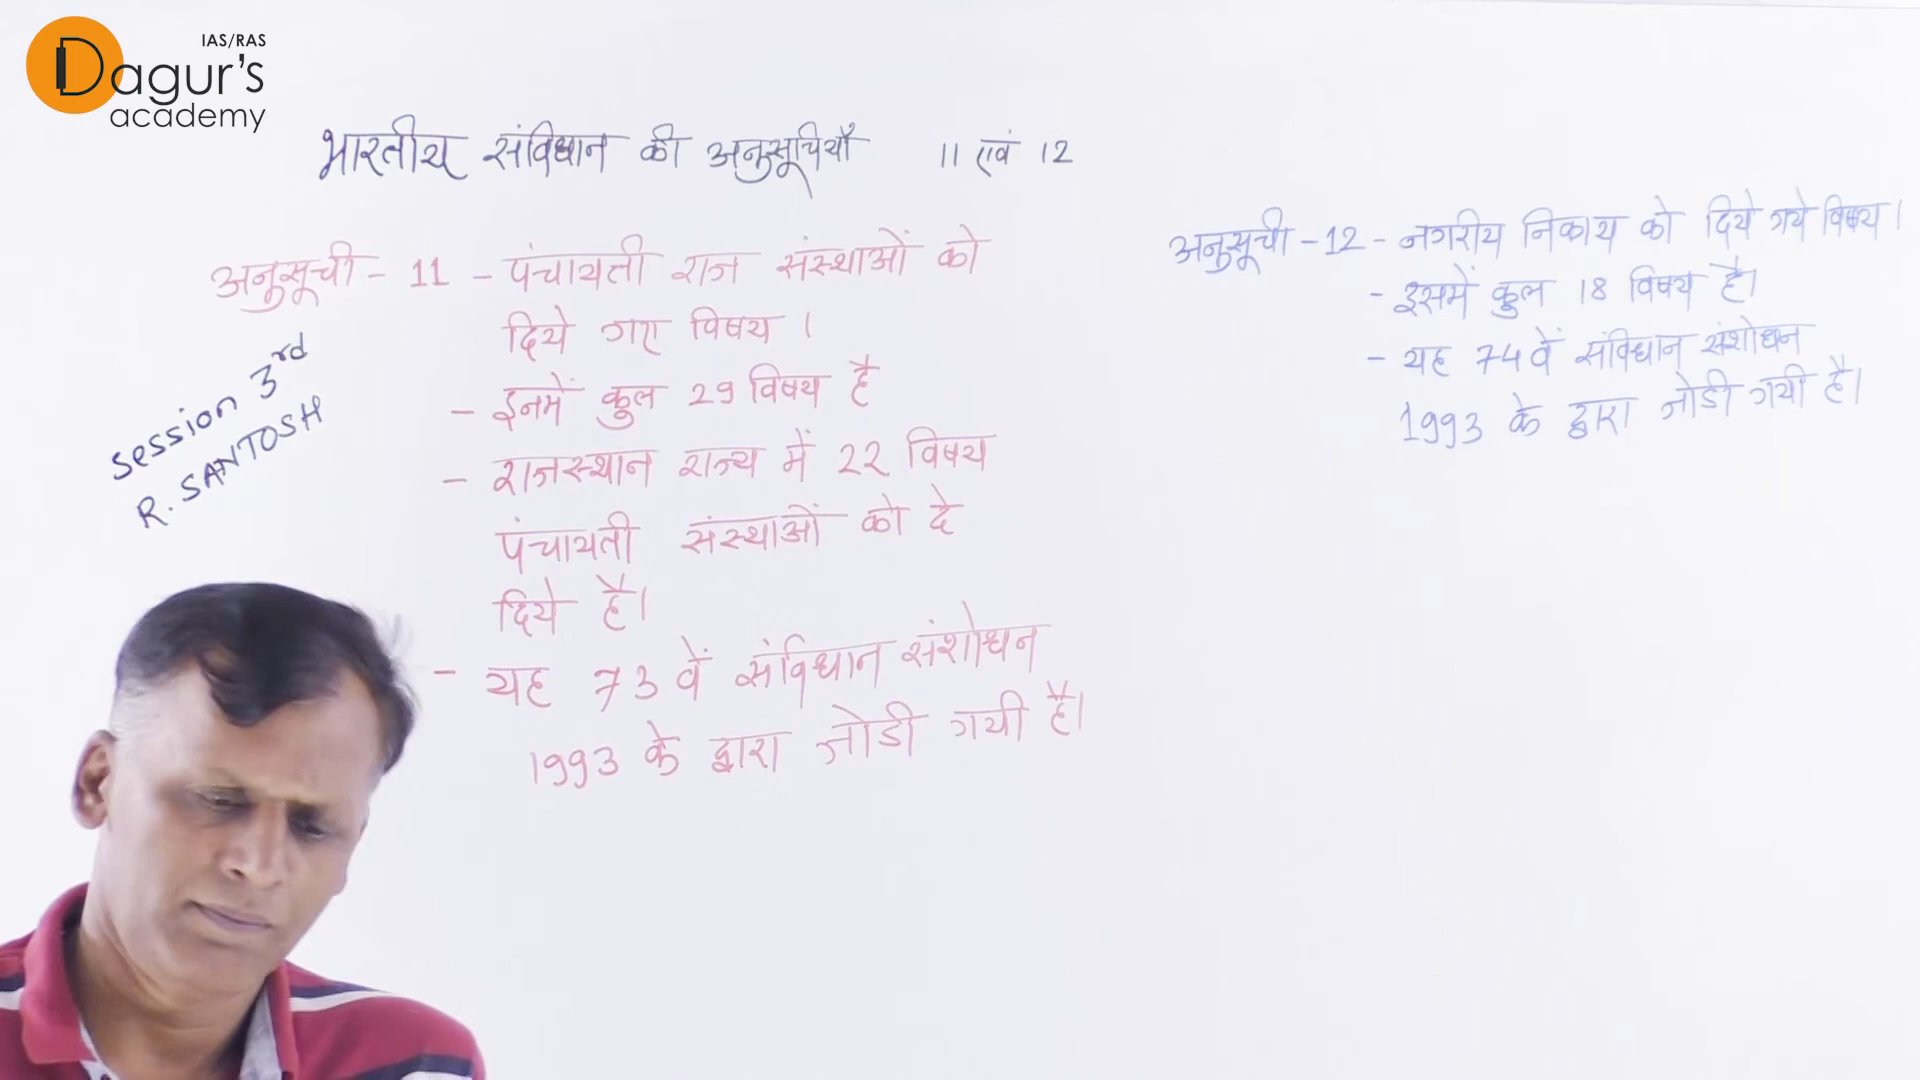 IAS/RAS
Dagur's
academy
भारतीय संविधान की अनुसूचियाँ 11 एवं 12
अनुसूची - 11 - पंचायती राज संस्थाओं को
दिये गए विषय ।
- इनमें कुल 29 विषय है
- राजस्थान राज्य में 22 विषय
पंचायती संस्थाओं को दे
दिये है।
- यह 73 वें संविधान संशोधन
1993 के द्वारा जोडी गयी है।
session 3rd
R. SANTOSH
अनुसूची - 12 - नगरीय निकाय को दिये गये विषय ।
- इसमें कुल 18 विषय है।
- यह 74 वें संविधान संशोधन
1993 के द्वारा जोडी गयी है।